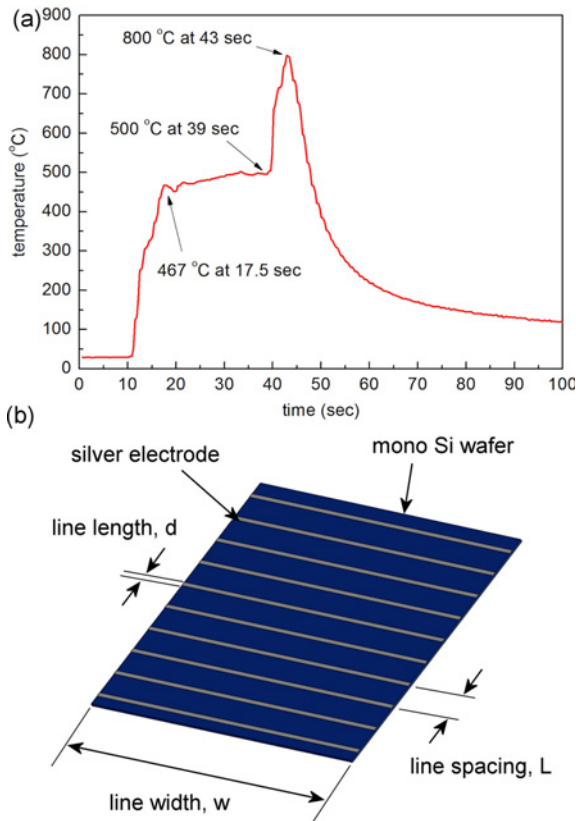 (a)
900
800
700
600
500
400
300
200
100
0
temperature (°C)
800 °C at 43 sec
500 °C at 39 sec
467 °C at 17.5 sec
0 10 20 30 40 50 60 70 80 90 100
time (sec)
(b)
silver electrode
mono Si wafer
line length, d
line spacing, L
line width, w